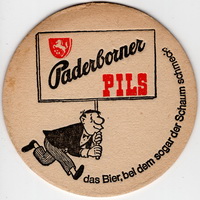 Paderborner
PILS
das Bier, bei dem sogar der Schaum schmeckt